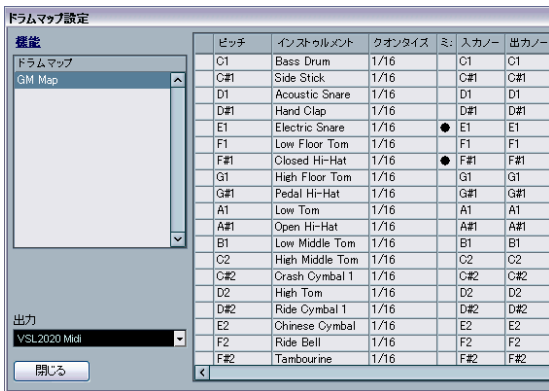 ドラムマップ設定
機能
ドラムマップ
GM Map
出力
VSL2020 Midi
閉じる
ピッチ インストゥルメント クオンタイズ ミ: 入力ノー 出力ノー
C1 Bass Drum 1/16 C1 C1
C#1 Side Stick 1/16 C#1 C#1
D1 Acoustic Snare 1/16 D1 D1
D#1 Hand Clap 1/16 D#1 D#1
E1 Electric Snare 1/16 E1 E1
F1 Low Floor Tom 1/16 F1 F1
F#1 Closed Hi-Hat 1/16 F#1 F#1
G1 High Floor Tom 1/16 G1 G1
G#1 Pedal Hi-Hat 1/16 G#1 G#1
A1 Low Tom 1/16 A1 A1
A#1 Open Hi-Hat 1/16 A#1 A#1
B1 Low Middle Tom 1/16 B1 B1
C2 High Middle Tom 1/16 C2 C2
C#2 Crash Cymbal 1 1/16 C#2 C#2
D2 High Tom 1/16 D2 D2
D#2 Ride Cymbal 1 1/16 D#2 D#2
E2 Chinese Cymbal 1/16 E2 E2
F2 Ride Bell 1/16 F2 F2
F#2 Tambourine 1/16 F#2 F#2